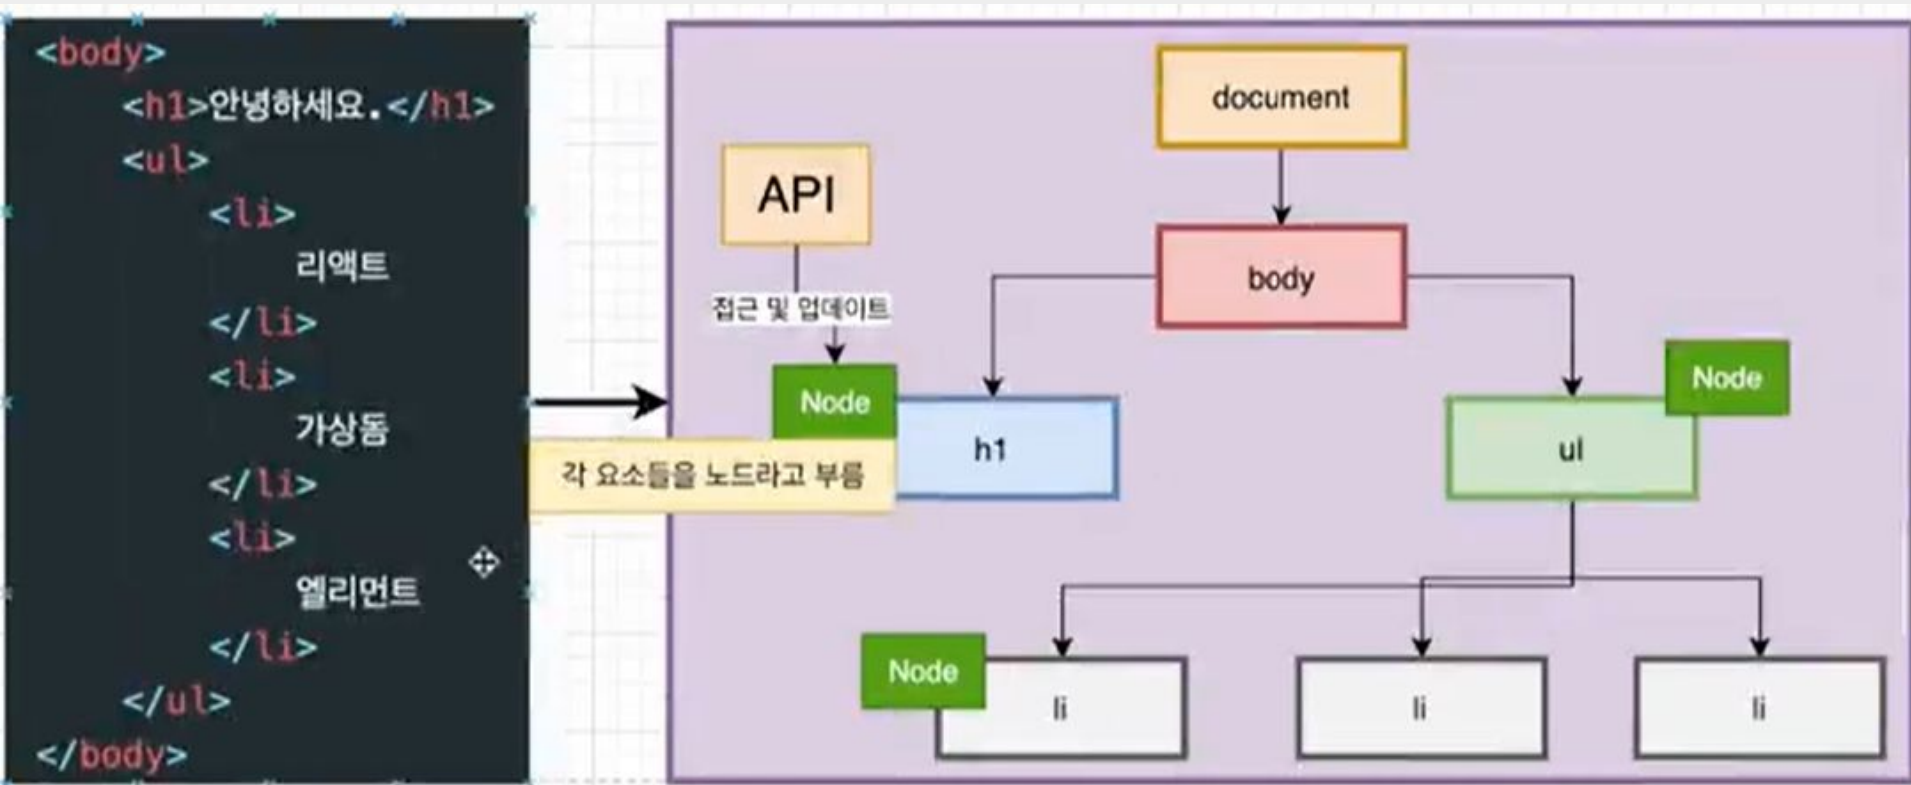 <body>
<h1>안녕하세요.</h1>
<ul>
<li>
리액트
</li>
<li>
가상돔
</li>
<li>
엘리먼트
</li>
</ul>
</body>
document
API
body
접근 및 업데이트
Node
Node
h1
ul
각 요소들을 노드라고 부름
Node
li
li
li